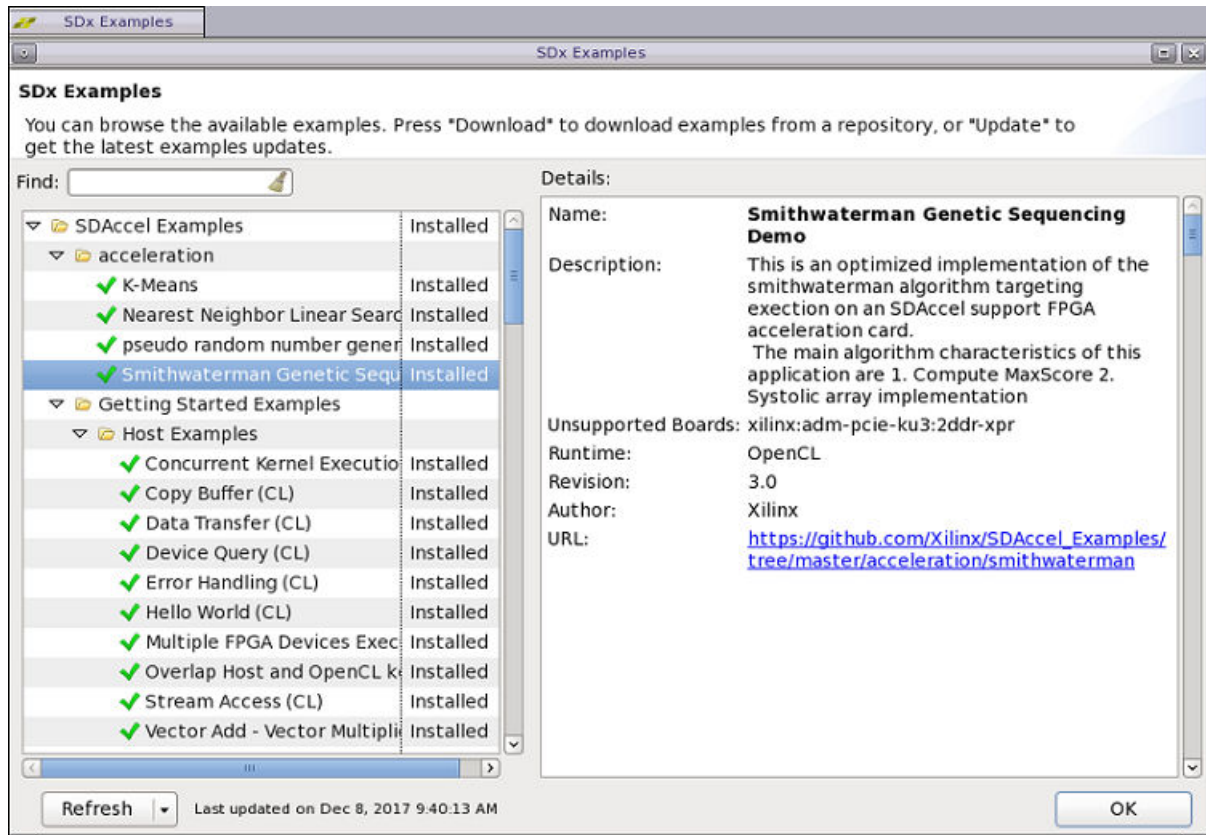 SDx Examples
SDx Examples
SDx Examples
You can browse the available examples. Press "Download" to download examples from a repository, or "Update" to
get the latest examples updates.
Find:
SDAccel Examples Installed
acceleration
K-Means Installed
Nearest Neighbor Linear Searc Installed
pseudo random number gener Installed
Smithwaterman Genetic Sequ Installed
Getting Started Examples
Host Examples
Concurrent Kernel Executio Installed
Copy Buffer (CL) Installed
Data Transfer (CL) Installed
Device Query (CL) Installed
Error Handling (CL) Installed
Hello World (CL) Installed
Multiple FPGA Devices Exec Installed
Overlap Host and OpenCL k Installed
Stream Access (CL) Installed
Vector Add - Vector Multipli Installed
Refresh Last updated on Dec 8, 2017 9:40:13 AM
Details:
Name: Smithwaterman Genetic Sequencing
Demo
Description: This is an optimized implementation of the
smithwaterman algorithm targeting
exection on an SDAccel support FPGA
acceleration card.
The main algorithm characteristics of this
application are 1. Compute MaxScore 2.
Systolic array implementation
Unsupported Boards: xilinx:adm-pcie-ku3:2ddr-xpr
Runtime: OpenCL
Revision: 3.0
Author: Xilinx
URL: https://github.com/Xilinx/SDAccel_Examples/
tree/master/acceleration/smithwaterman
OK